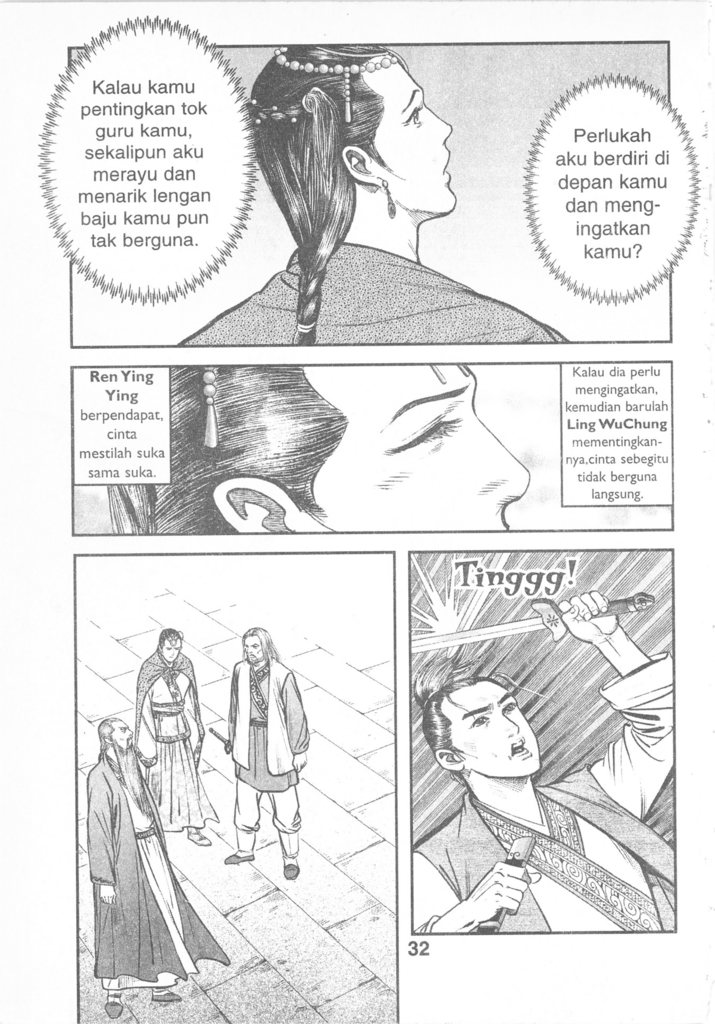 Kalau kamu
pentingkan tok
guru kamu,
sekalipun aku
merayu dan
menarik lengan
baju kamu pun
tak berguna.
Perlukah
aku berdiri di
depan kamu
dan meng-
ingatkan
kamu?
Ren Ying
Ying
berpendapat,
cinta
mestilah suka
sama suka.
Kalau dia perlu
mengingatkan,
kemudian barulah
Ling WuChung
mementingkan-
nya,cinta sebegitu
tidak berguna
langsung.
Tinggg!
32